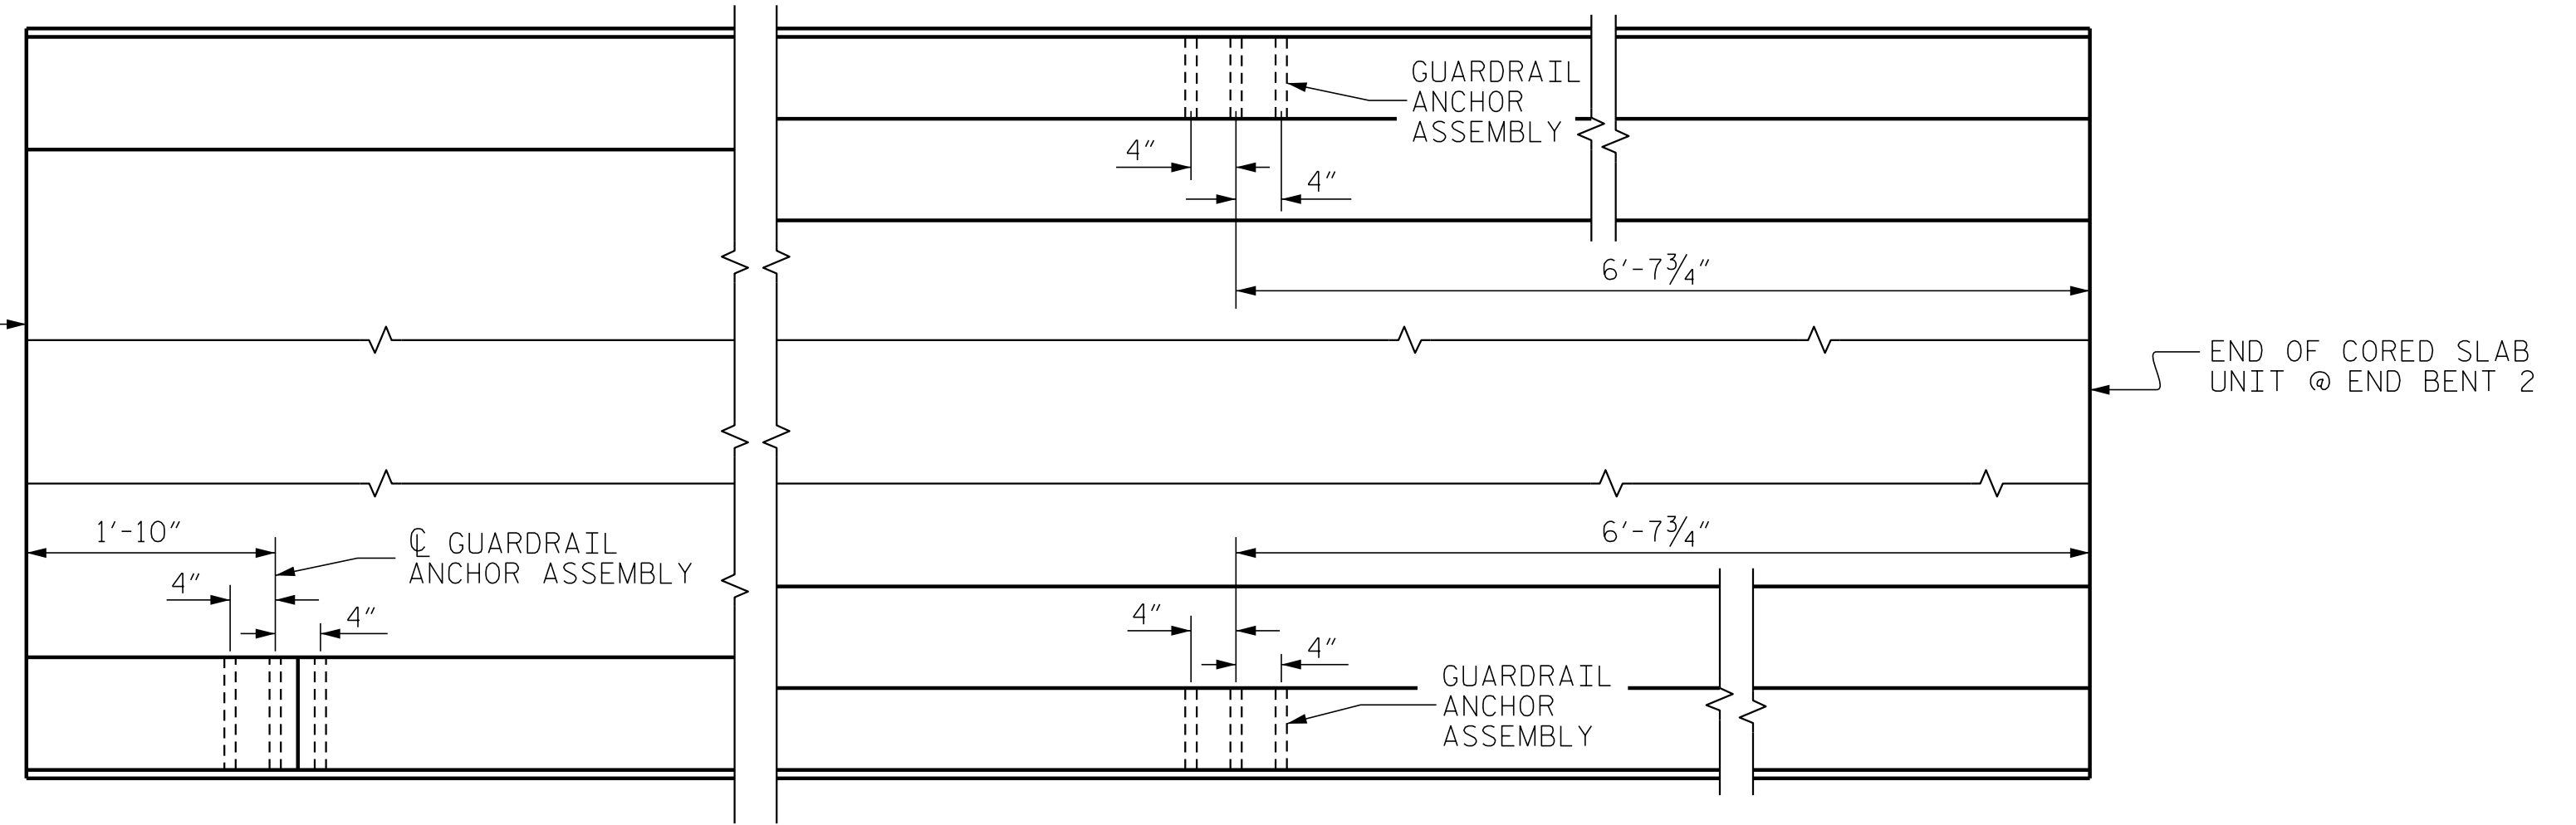 GUARDRAIL
ANCHOR
ASSEMBLY
4"
4"
6'-7¾"
END OF CORED SLAB
UNIT @ END BENT 2
1'-10"
℄ GUARDRAIL
ANCHOR ASSEMBLY
4"
4"
6'-7¾"
4"
4"
GUARDRAIL
ANCHOR
ASSEMBLY